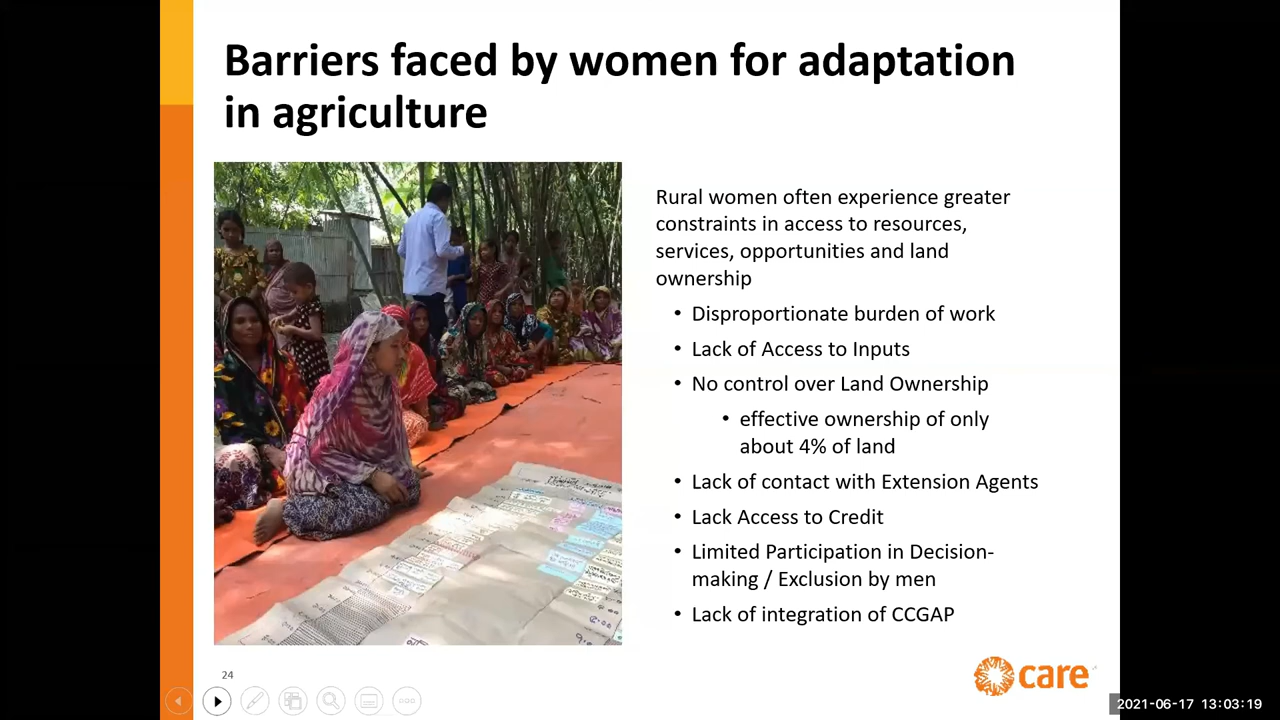 Barriers faced by women for adaptation
in agriculture
Rural women often experience greater
constraints in access to resources,
services, opportunities and land
ownership
• Disproportionate burden of work
• Lack of Access to Inputs
• No control over Land Ownership
• effective ownership of only
about 4% of land
• Lack of contact with Extension Agents
• Lack Access to Credit
• Limited Participation in Decision-
making / Exclusion by men
• Lack of integration of CCGAP
24
care
2021-06-17 13:03:19